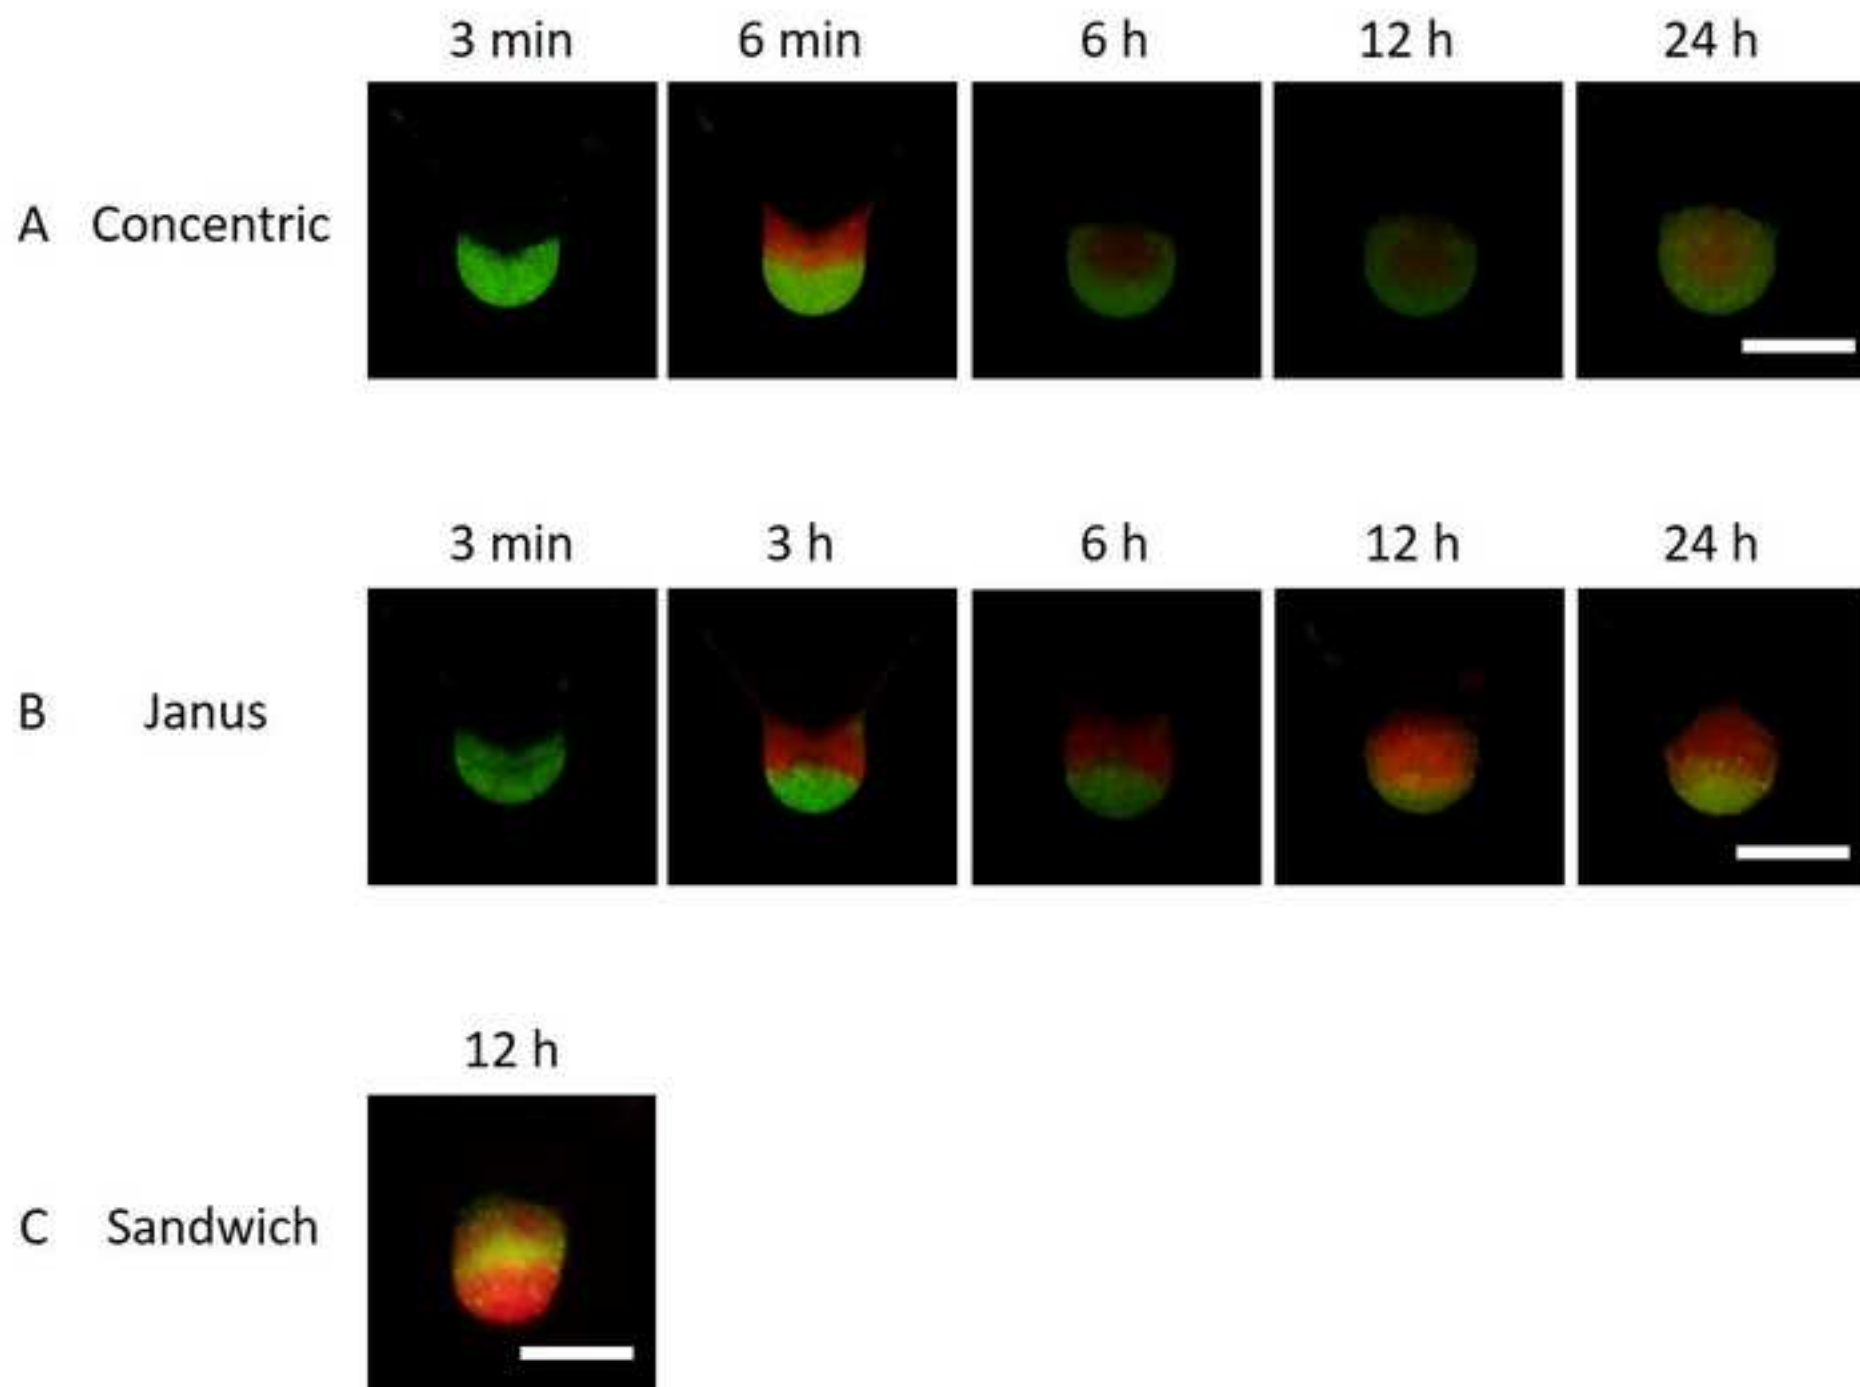 3 min 6 min 6 h 12 h 24 h
A Concentric
3 min 3 h 6 h 12 h 24 h
B Janus
12 h
C Sandwich